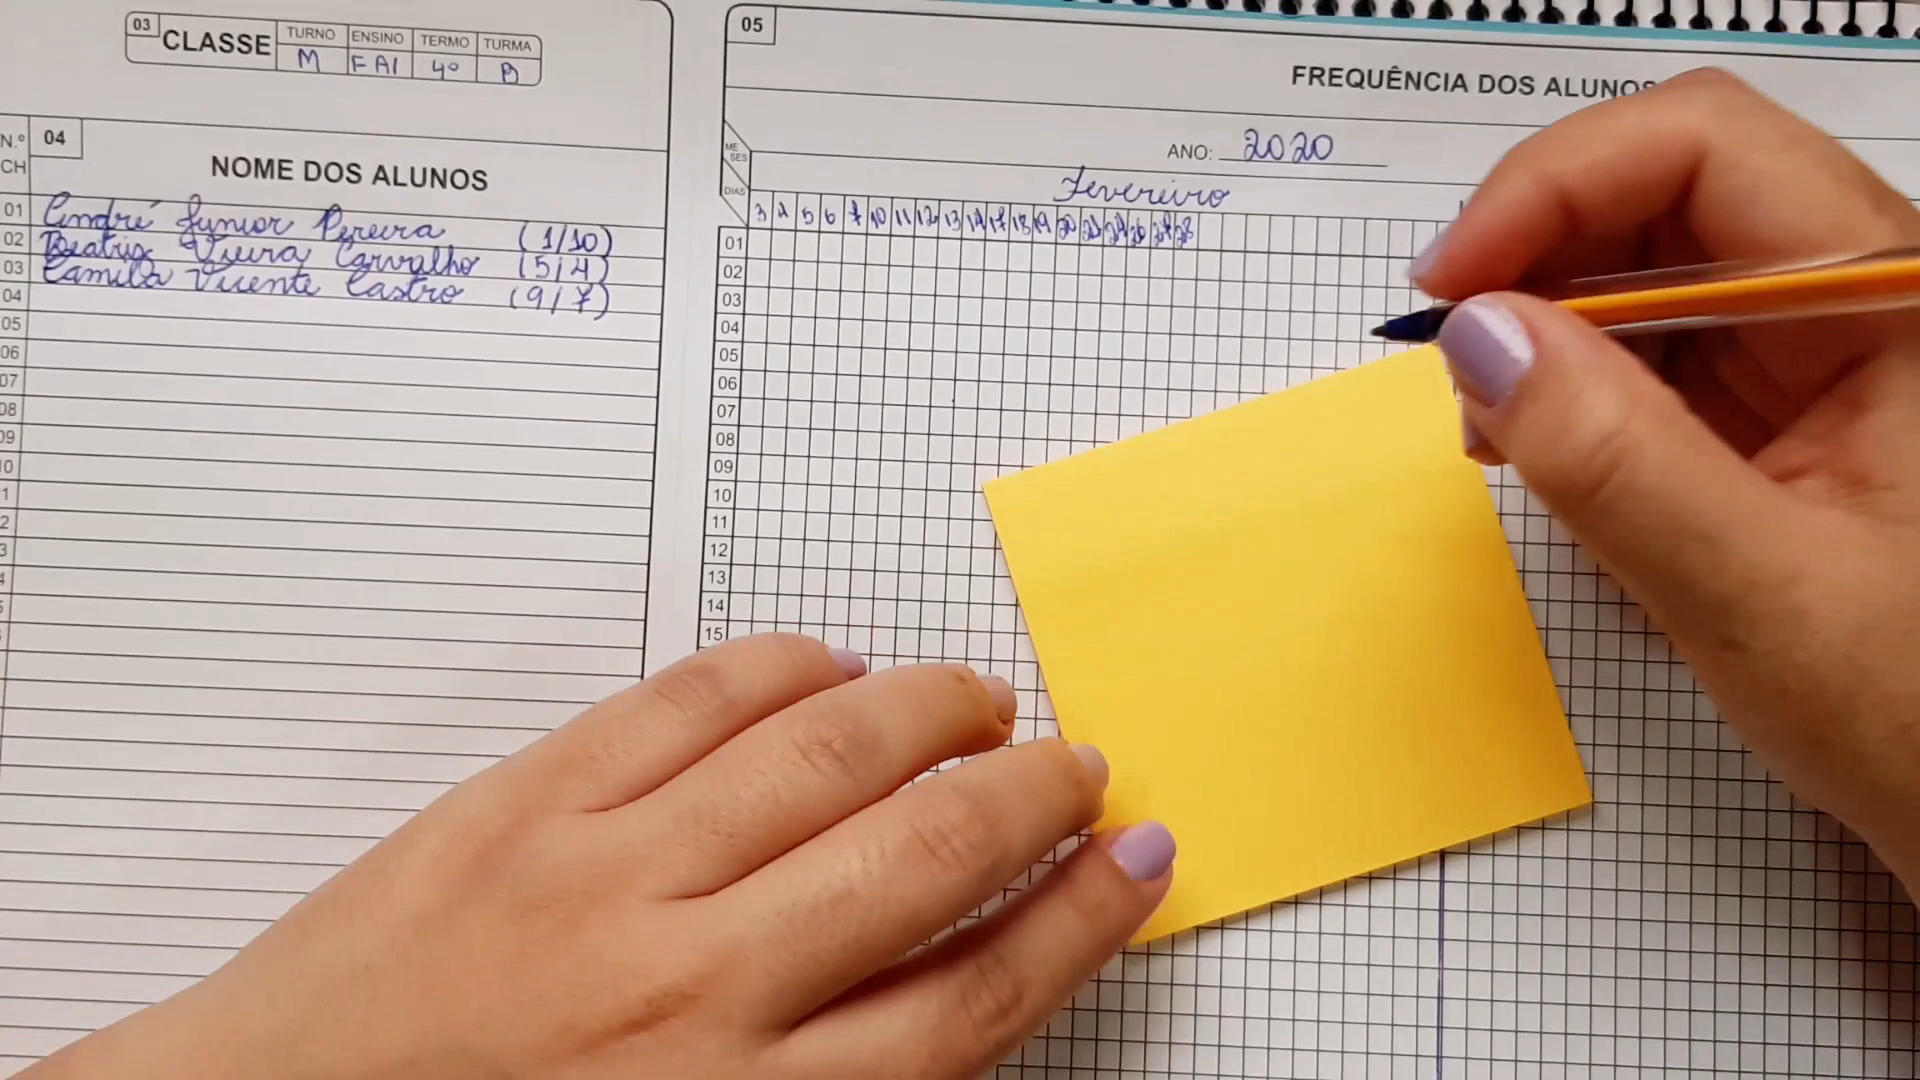 03 CLASSE TURNO ENSINO TERMO TURMA
M FAI 4º B
N.º CH 04 NOME DOS ALUNOS
01 André Junior Pereira (1/10)
02 Beatriz Vieira Carvalho (5/4)
03 Camila Vicente Castro (9/7)
04
05
06
07
08
09
05
FREQUÊNCIA DOS ALUNOS
ANO: 2020
MESES Fevereiro
DIAS 3 4 5 6 7 10 11 12 13 14 17 18 19 20 21 26 27 28
01
02
03
04
05
06
07
08
09
10
11
12
13
14
15